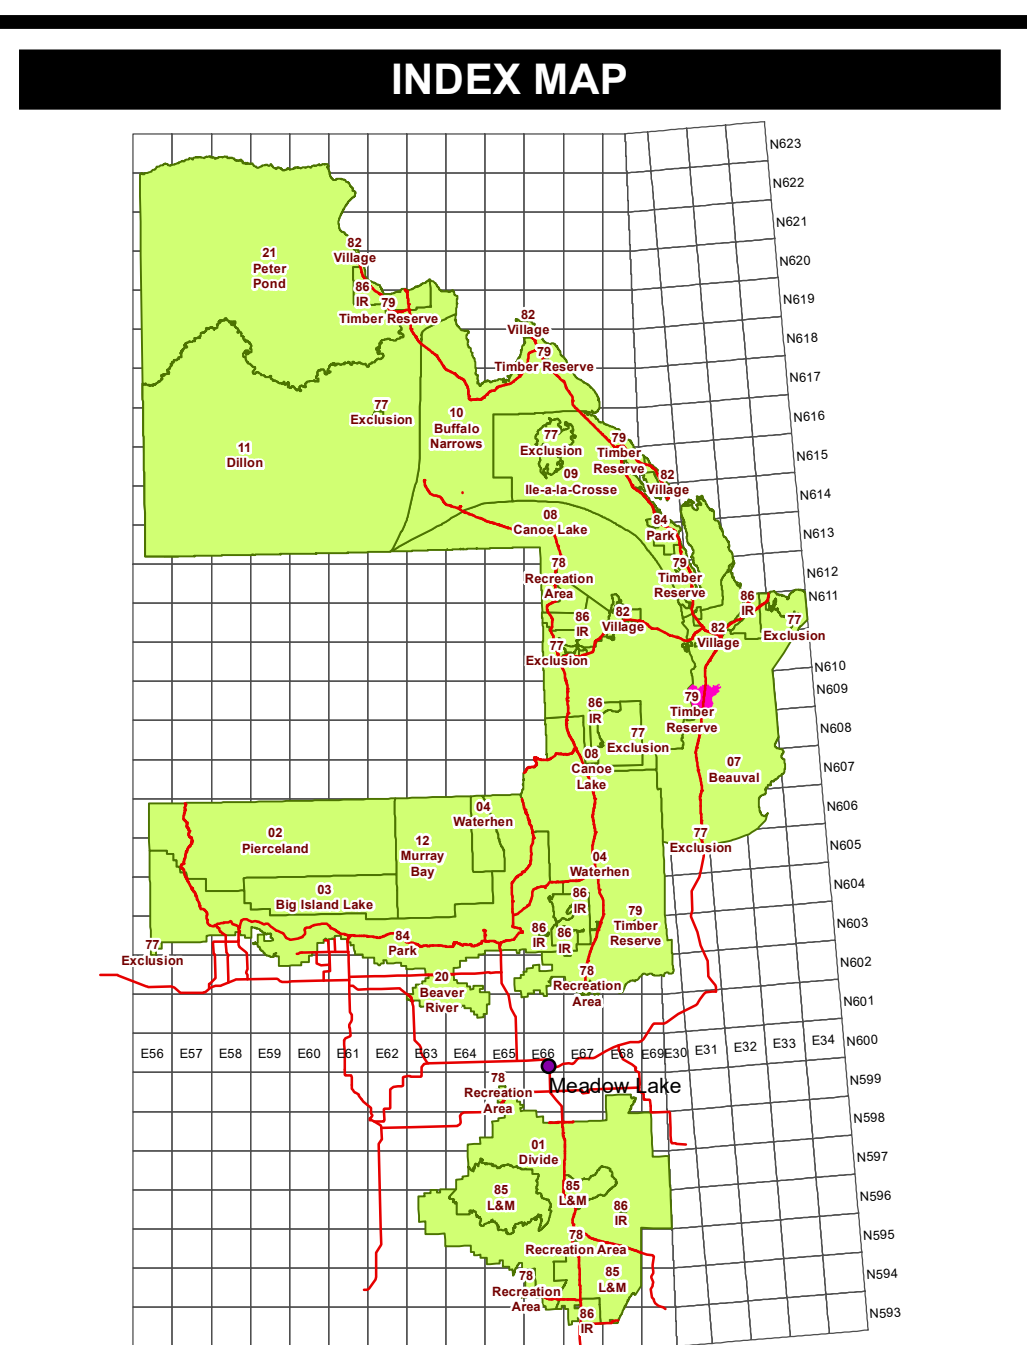 INDEX MAP
N623
N622
N621
N620
N619
N618
N617
N616
N615
N614
N613
N612
N611
N610
N609
N608
N607
N606
N605
N604
N603
N602
N601
N600
N599
N598
N597
N596
N595
N594
N593
21
Peter
Pond
82
Village
86
IR
79
Timber Reserve
82
Village
79
Timber Reserve
77
Exclusion
10
Buffalo
Narrows
11
Dillon
77
Exclusion
79
Timber
Reserve
09
Ile-a-la-Crosse
82
Village
08
Canoe Lake
84
Park
78
Recreation
Area
79
Timber
Reserve
86
IR
82
Village
86
IR
77
Exclusion
82
Village
77
Exclusion
86
IR
79
Timber
Reserve
77
Exclusion
08
Canoe
Lake
07
Beauval
04
Waterhen
02
Pierceland
12
Murray
Bay
77
Exclusion
03
Big Island Lake
04
Waterhen
86
IR
79
Timber
Reserve
86
IR
86
IR
84
Park
77
Exclusion
78
Recreation
Area
20
Beaver
River
E56 E57 E58 E59 E60 E61 E62 E63 E64 E65 E66 E67 E68 E69 E30 E31 E32 E33 E34
Meadow Lake
78
Recreation
Area
01
Divide
85
L&M
85
L&M
86
IR
78
Recreation Area
78
Recreation
Area
85
L&M
86
IR